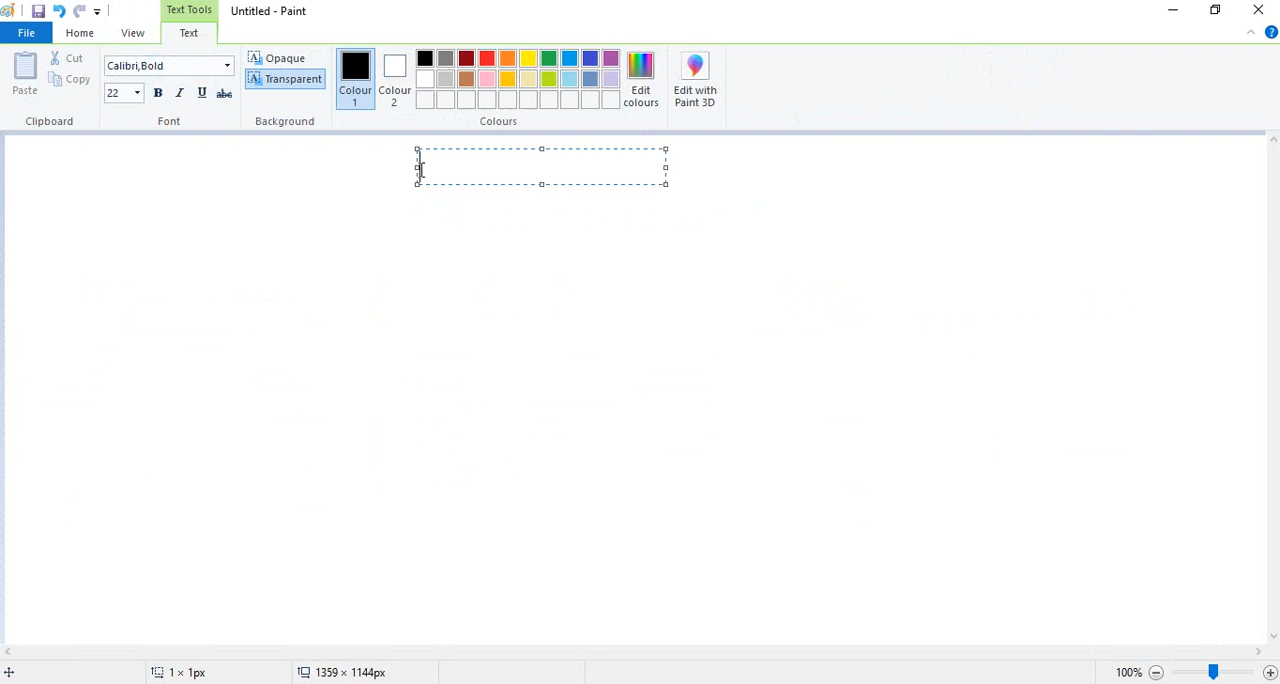 Text Tools
Untitled - Paint
File
Home
View
Text
Paste
Cut
Copy
Clipboard
Calibri,Bold
22
B I U abc
Font
Opaque
Transparent
Background
Colour 1
Colour 2
Edit colours
Colours
Edit with Paint 3D
1 × 1px
1359 × 1144px
100%